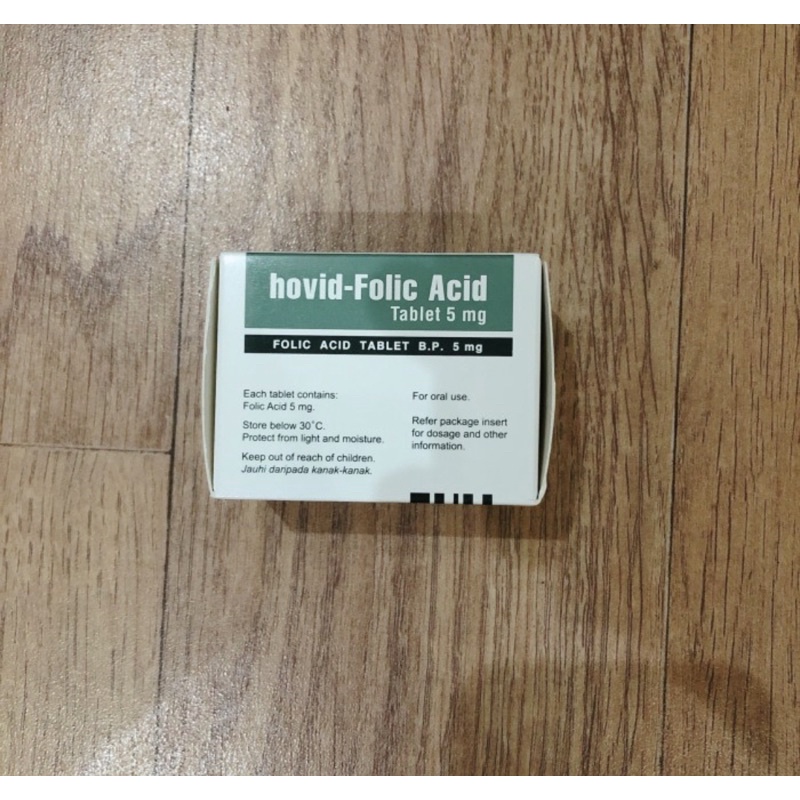 hovid-Folic Acid
Tablet 5 mg
FOLIC ACID TABLET B.P. 5 mg
Each tablet contains:
Folic Acid 5 mg.
Store below 30˚C.
Protect from light and moisture.
Keep out of reach of children.
Jauhi daripada kanak-kanak.
For oral use.
Refer package insert
for dosage and other
information.